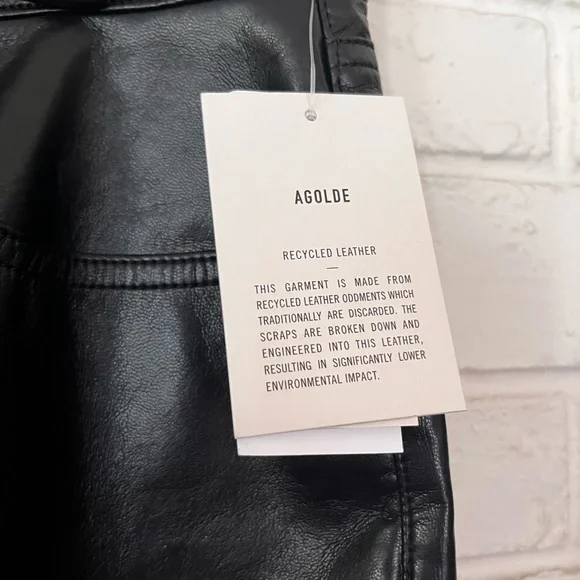 AGOLDE
RECYCLED LEATHER
—
THIS GARMENT IS MADE FROM
RECYCLED LEATHER ODDMENTS WHICH
TRADITIONALLY ARE DISCARDED. THE
SCRAPS ARE BROKEN DOWN AND
ENGINEERED INTO THIS LEATHER,
RESULTING IN SIGNIFICANTLY LOWER
ENVIRONMENTAL IMPACT.